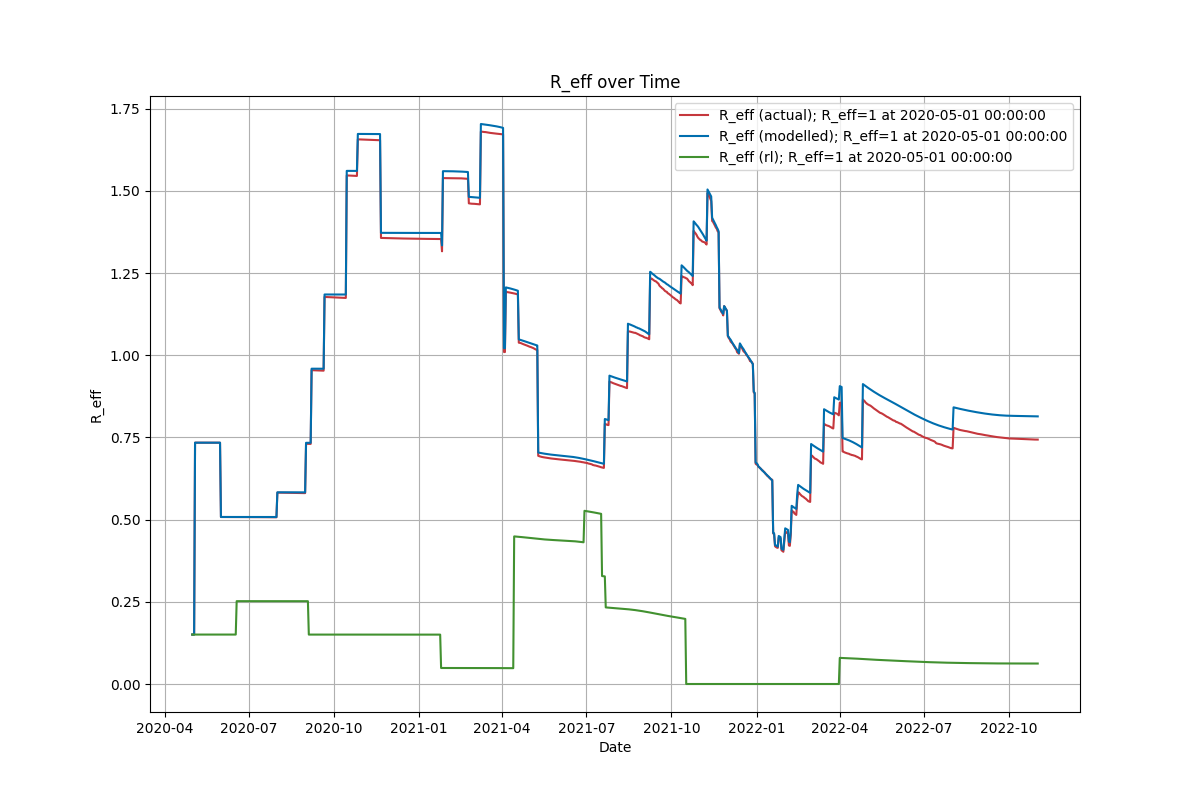 R_eff over Time
R_eff (actual); R_eff=1 at 2020-05-01 00:00:00
R_eff (modelled); R_eff=1 at 2020-05-01 00:00:00
R_eff (rl); R_eff=1 at 2020-05-01 00:00:00
R_eff
1.75
1.50
1.25
1.00
0.75
0.50
0.25
0.00
2020-04 2020-07 2020-10 2021-01 2021-04 2021-07 2021-10 2022-01 2022-04 2022-07 2022-10
Date